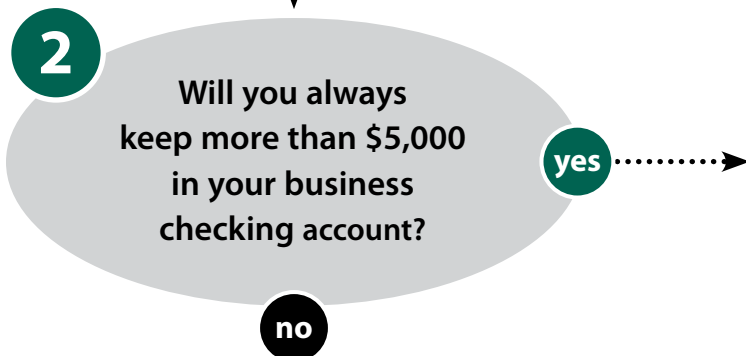 2
Will you always
keep more than $5,000
in your business
checking account?
yes
no